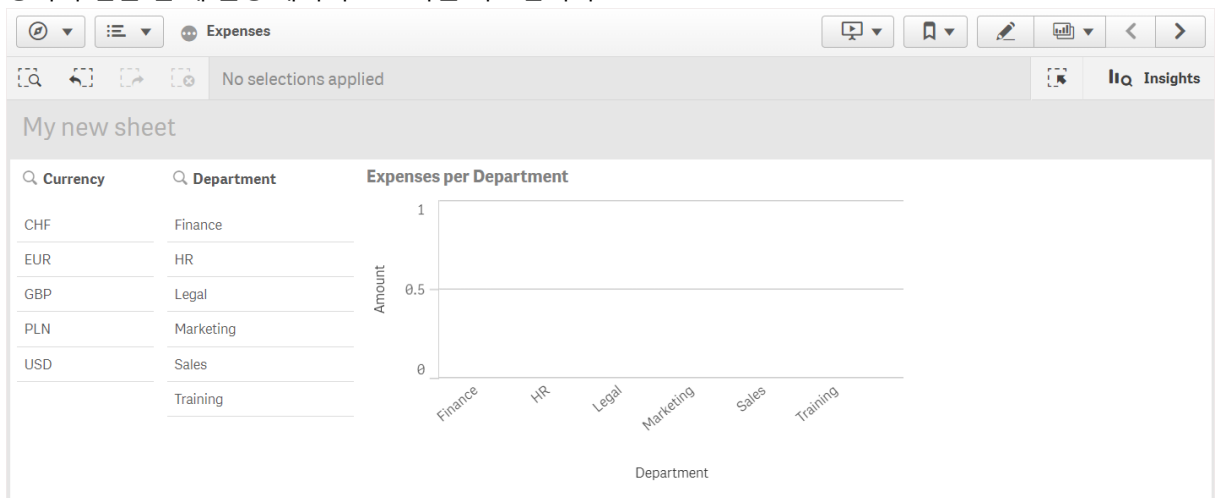 Expenses
No selections applied
Insights
My new sheet
Currency
CHF
EUR
GBP
PLN
USD
Department
Finance
HR
Legal
Marketing
Sales
Training
Expenses per Department
Amount
1
0.5
0
Finance
HR
Legal
Marketing
Sales
Training
Department